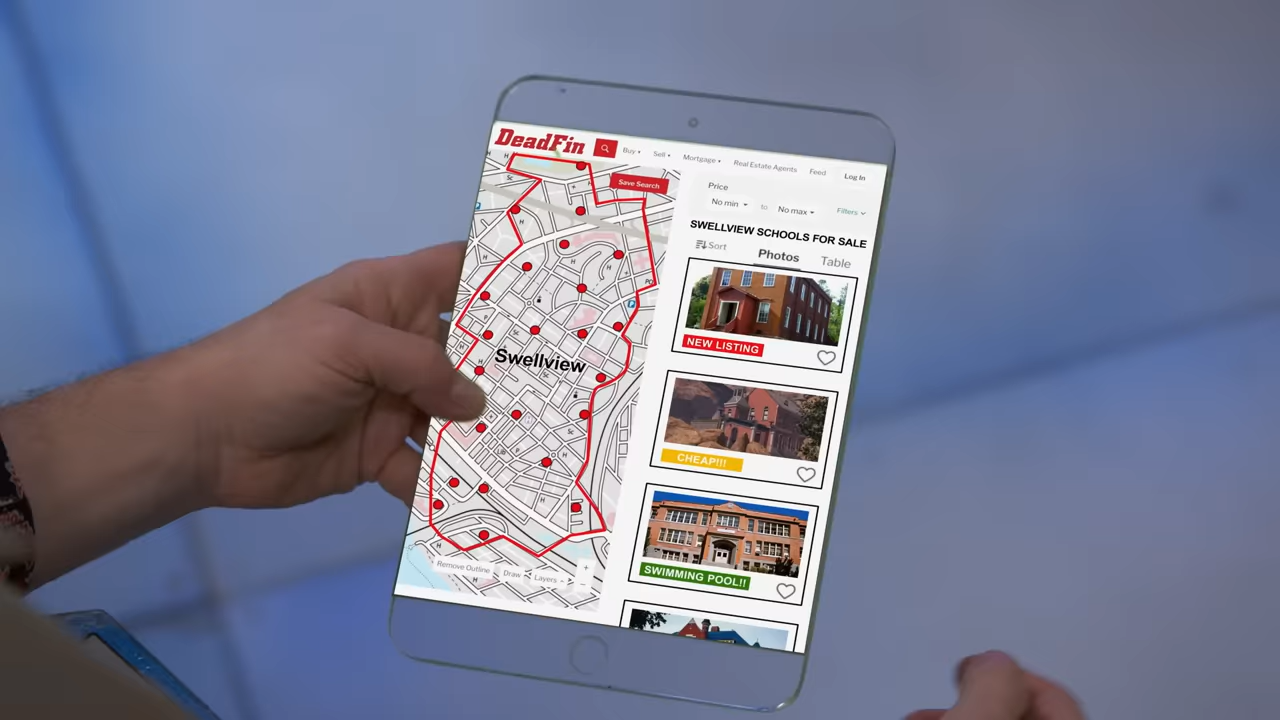 DeadFin
Buy
Sell
Mortgage
Real Estate Agents
Feed
Log In
Save Search
Price
No min
to
No max
Filters
SWELLVIEW SCHOOLS FOR SALE
Sort
Photos
Table
NEW LISTING
CHEAP!!!
SWIMMING POOL!!
Swellview
Remove Outline
Draw
Layers